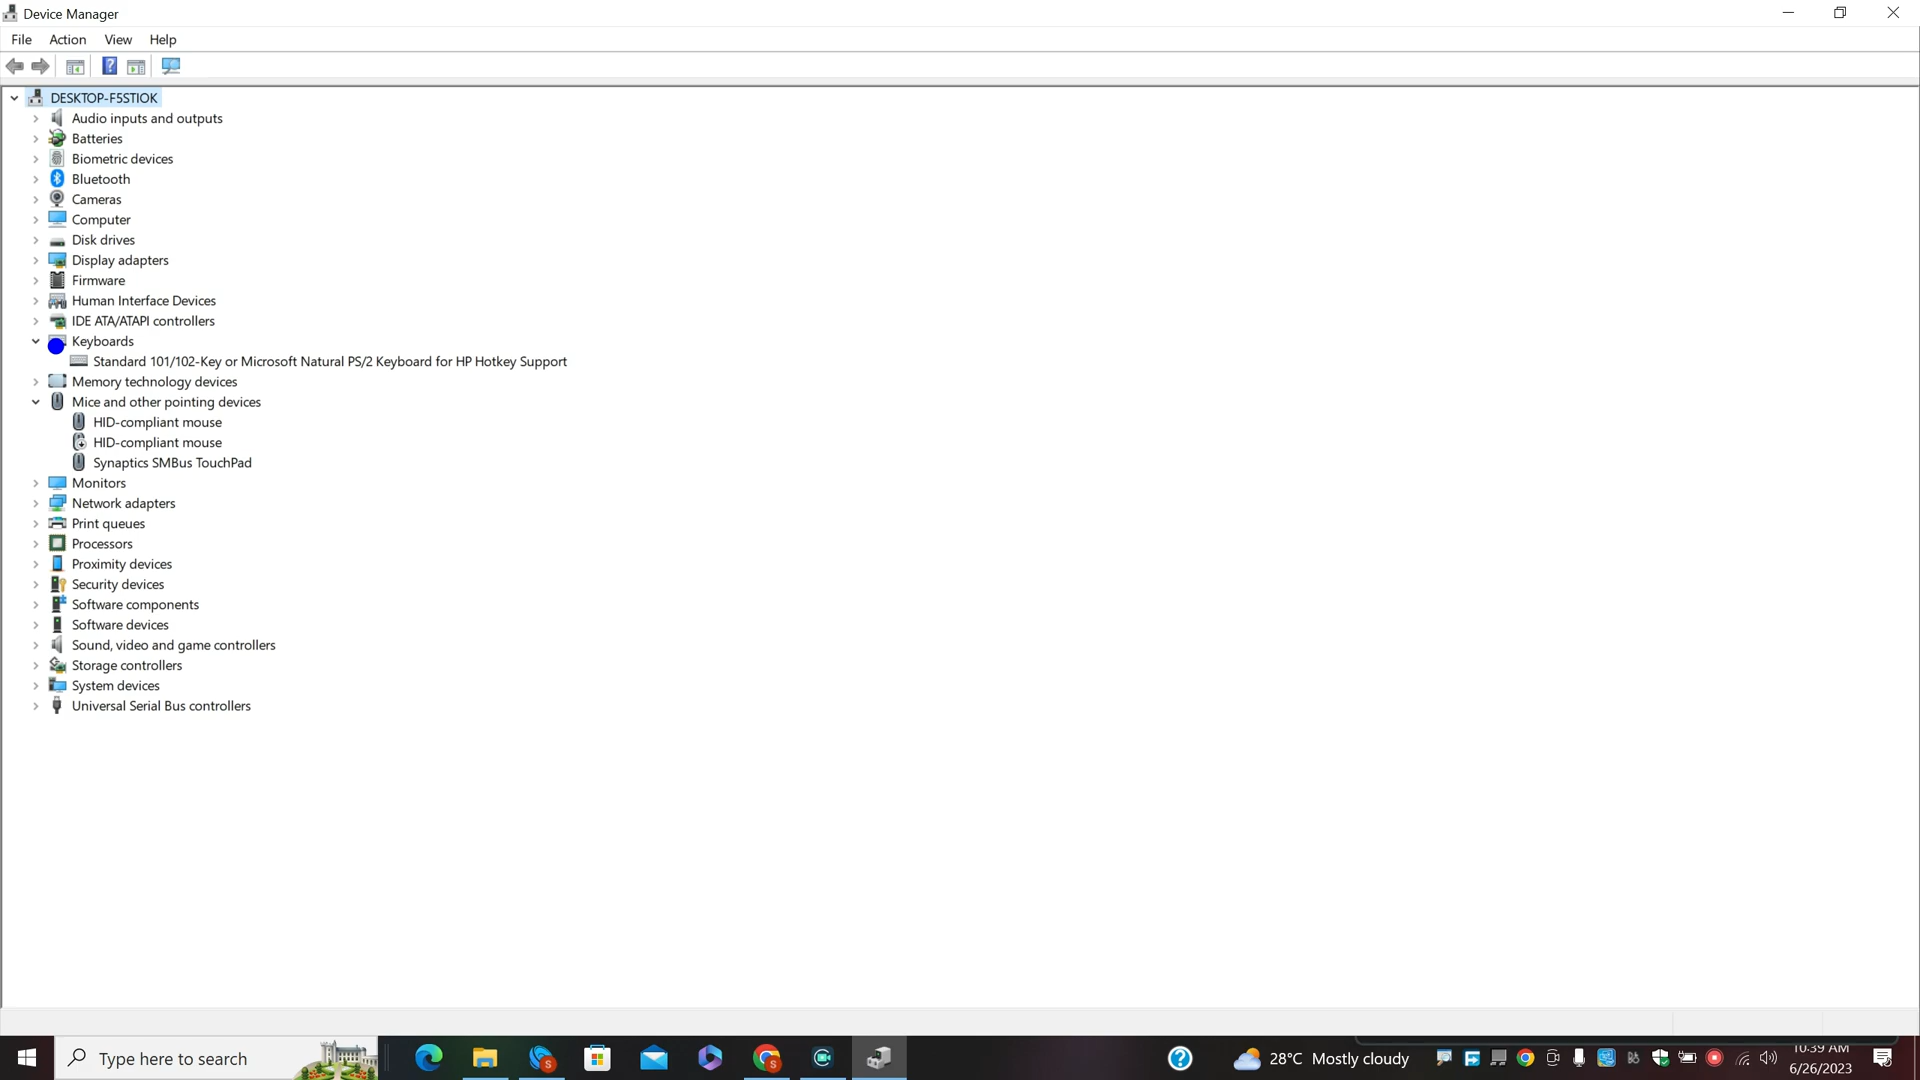 Device Manager
File Action View Help
DESKTOP-F5STIOK
Audio inputs and outputs
Batteries
Biometric devices
Bluetooth
Cameras
Computer
Disk drives
Display adapters
Firmware
Human Interface Devices
IDE ATA/ATAPI controllers
Keyboards
Standard 101/102-Key or Microsoft Natural PS/2 Keyboard for HP Hotkey Support
Memory technology devices
Mice and other pointing devices
HID-compliant mouse
HID-compliant mouse
Synaptics SMBus TouchPad
Monitors
Network adapters
Print queues
Processors
Proximity devices
Security devices
Software components
Software devices
Sound, video and game controllers
Storage controllers
System devices
Universal Serial Bus controllers
Type here to search
28°C Mostly cloudy
10:39 AM
6/26/2023